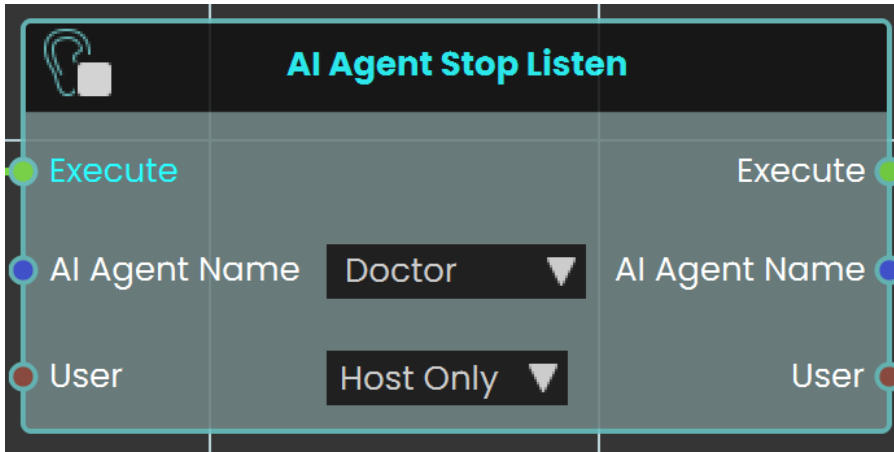 AI Agent Stop Listen
Execute Execute
AI Agent Name Doctor AI Agent Name
User Host Only User